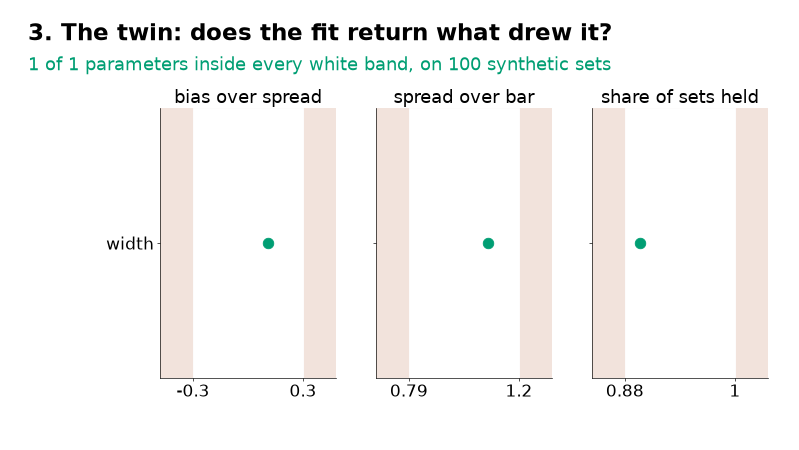 3. The twin: does the fit return what drew it?
1 of 1 parameters inside every white band, on 100 synthetic sets
bias over spread
spread over bar
share of sets held
width
-0.3
0.3
0.79
1.2
0.88
1